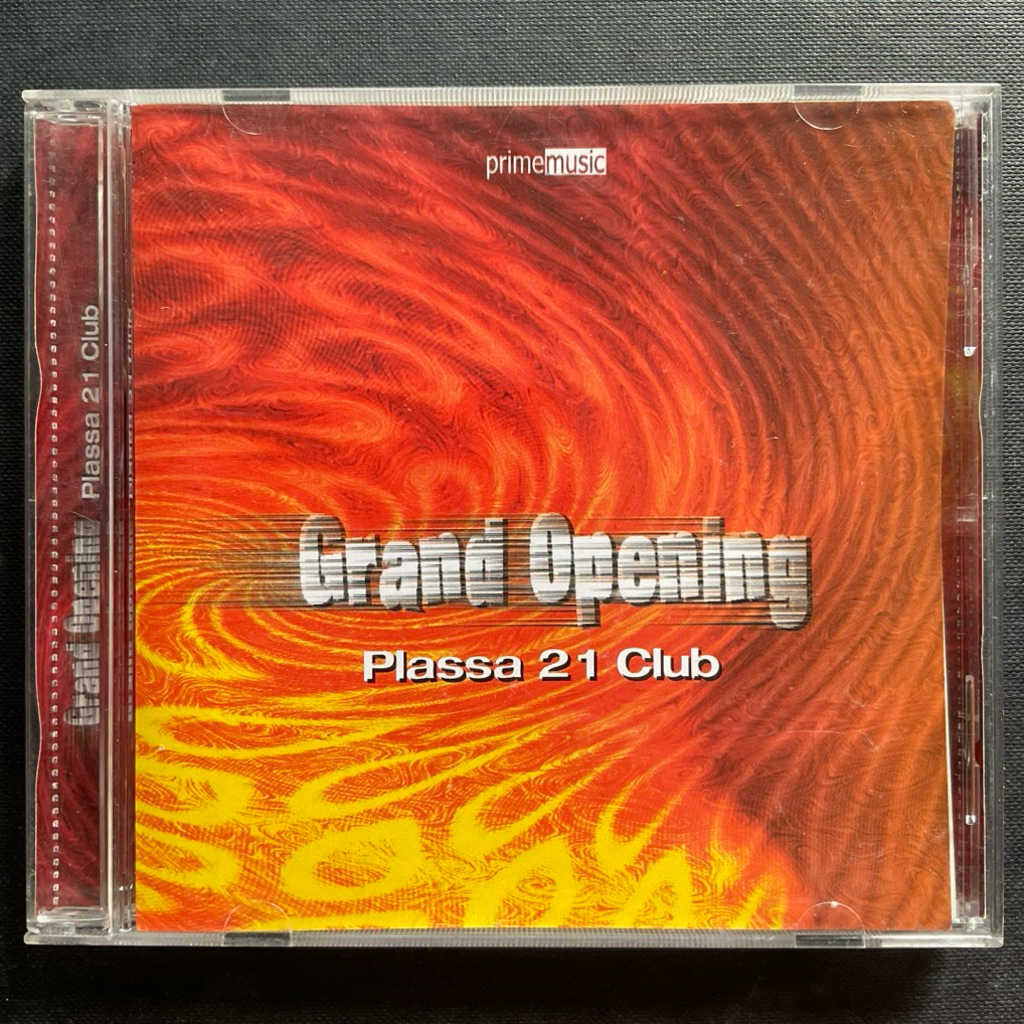 primemusic
Grand Opening
Plassa 21 Club
Grand Opening Plassa 21 Club